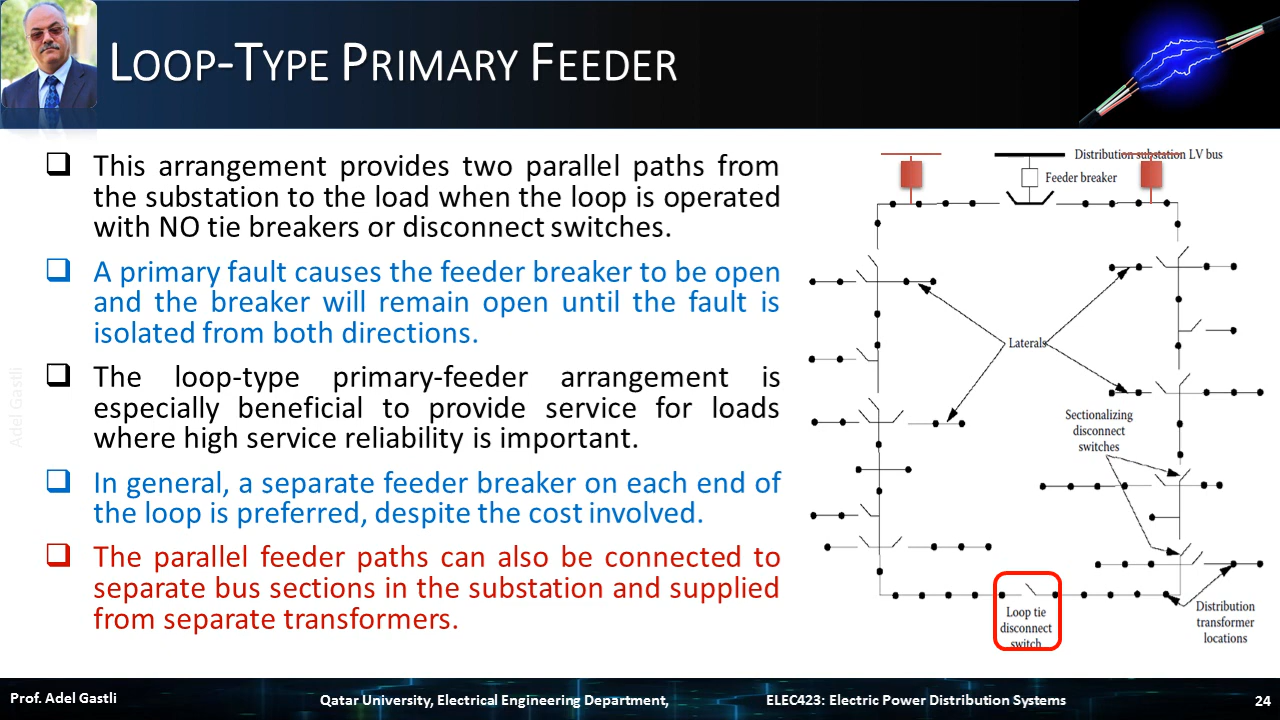 LOOP-TYPE PRIMARY FEEDER
This arrangement provides two parallel paths from
the substation to the load when the loop is operated
with NO tie breakers or disconnect switches.
A primary fault causes the feeder breaker to be open
and the breaker will remain open until the fault is
isolated from both directions.
The loop-type primary-feeder arrangement is
especially beneficial to provide service for loads
where high service reliability is important.
In general, a separate feeder breaker on each end of
the loop is preferred, despite the cost involved.
The parallel feeder paths can also be connected to
separate bus sections in the substation and supplied
from separate transformers.
Adel Gastli
Distribution substation LV bus
Feeder breaker
Laterals
Sectionalizing
disconnect
switches
Loop tie
disconnect
switch
Distribution
transformer
locations
Prof. Adel Gastli
Qatar University, Electrical Engineering Department,
ELEC423: Electric Power Distribution Systems
24